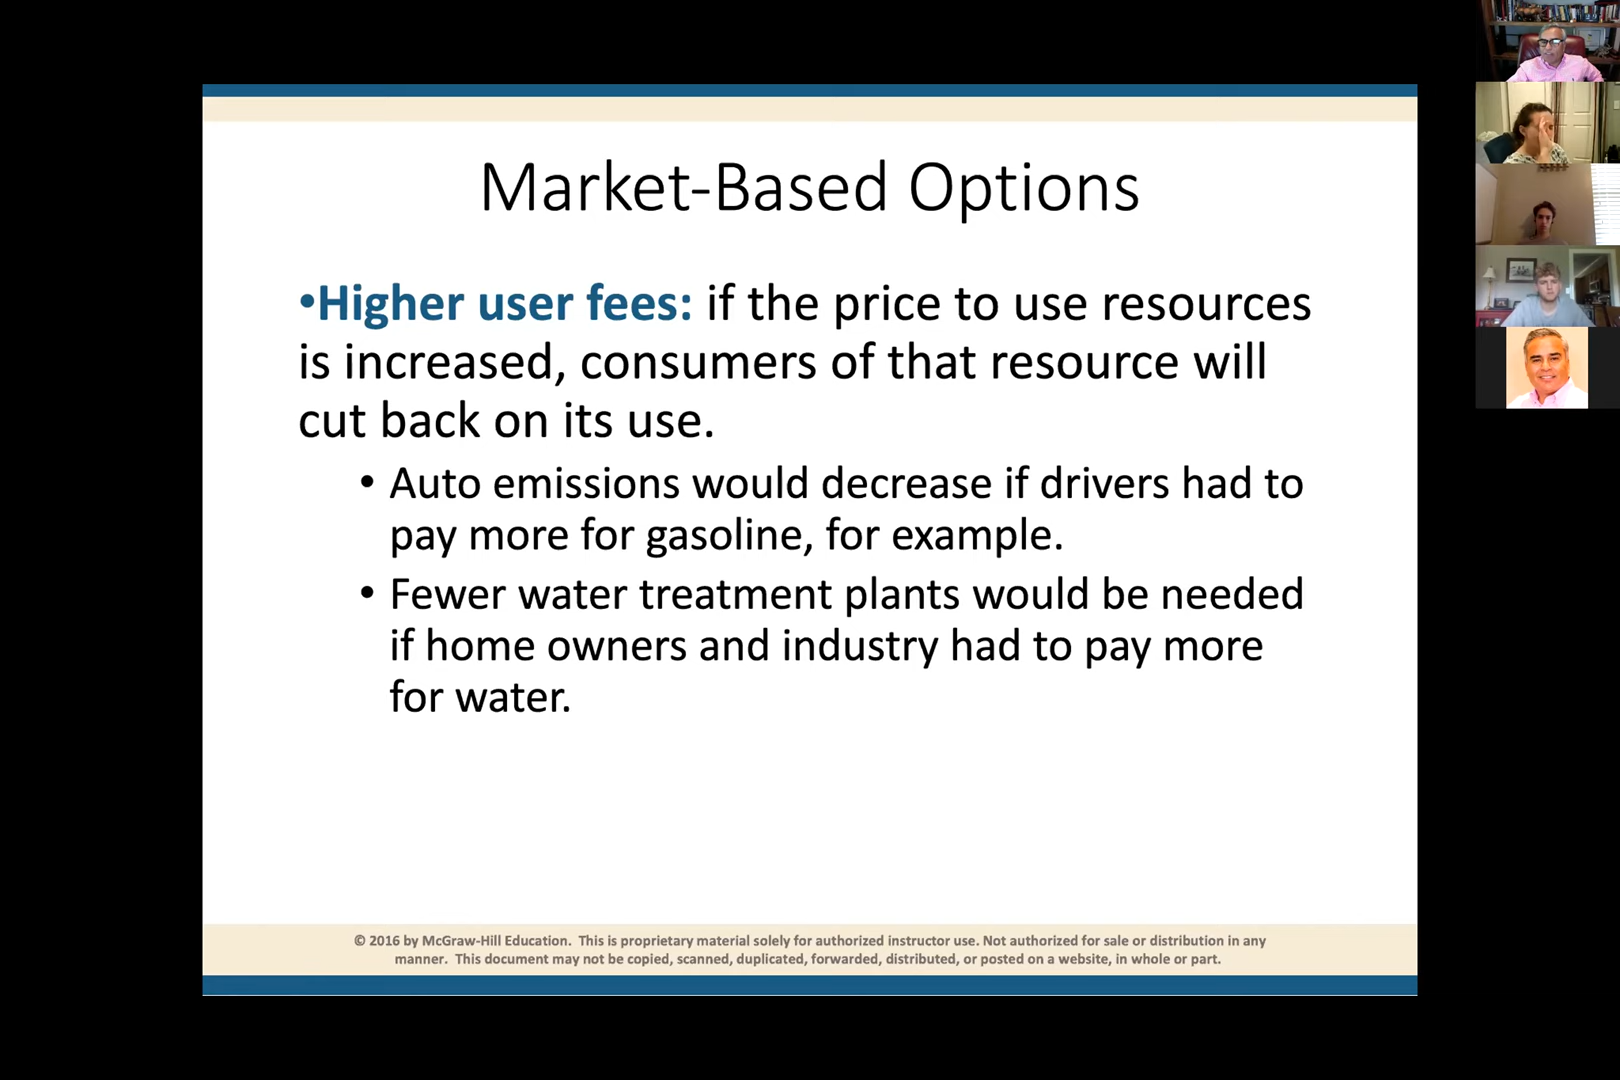 Market-Based Options
•Higher user fees: if the price to use resources
is increased, consumers of that resource will
cut back on its use.
• Auto emissions would decrease if drivers had to
pay more for gasoline, for example.
• Fewer water treatment plants would be needed
if home owners and industry had to pay more
for water.
© 2016 by McGraw-Hill Education. This is proprietary material solely for authorized instructor use. Not authorized for sale or distribution in any
manner. This document may not be copied, scanned, duplicated, forwarded, distributed, or posted on a website, in whole or part.